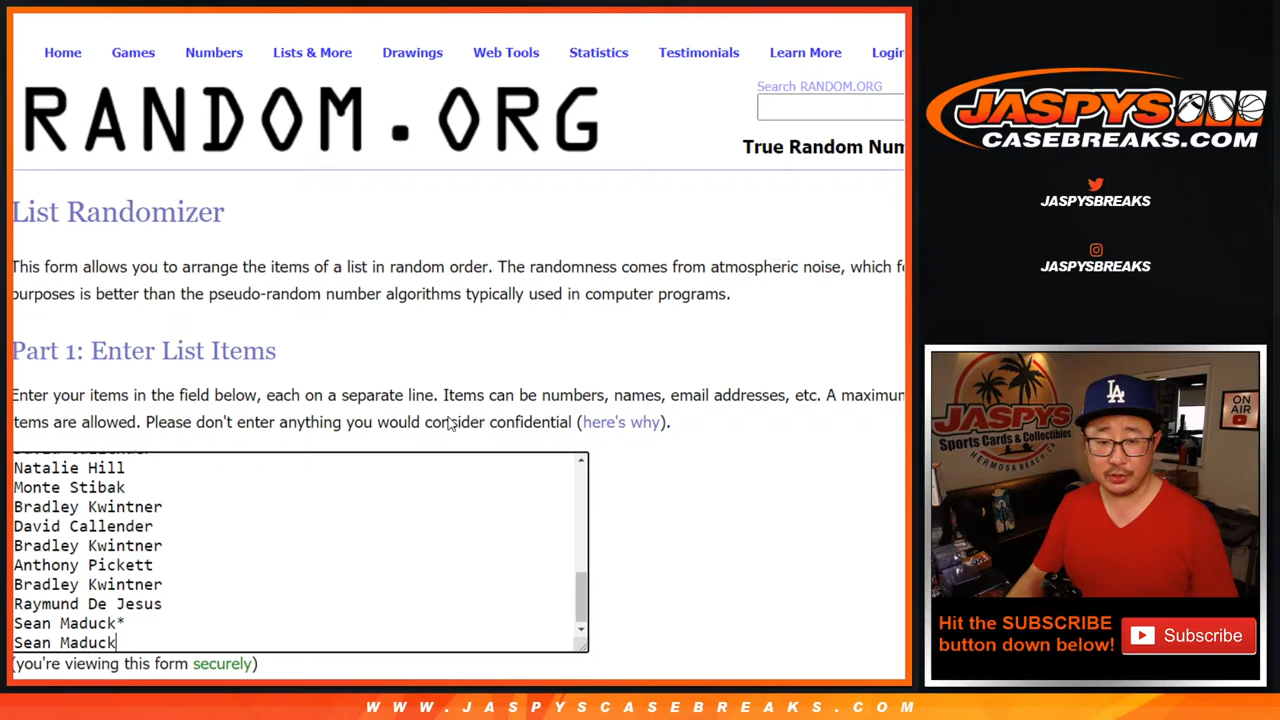 Home Games Numbers Lists & More Drawings Web Tools Statistics Testimonials Learn More Login
RANDOM.ORG
Search RANDOM.ORG
True Random Num
List Randomizer
This form allows you to arrange the items of a list in random order. The randomness comes from atmospheric noise, which f
purposes is better than the pseudo-random number algorithms typically used in computer programs.
Part 1: Enter List Items
Enter your items in the field below, each on a separate line. Items can be numbers, names, email addresses, etc. A maximum
items are allowed. Please don't enter anything you would consider confidential (here's why).
Natalie Hill
Monte Stibak
Bradley Kwintner
David Callender
Bradley Kwintner
Anthony Pickett
Bradley Kwintner
Raymund De Jesus
Sean Maduck*
Sean Maduck
(you're viewing this form securely)
JASPYS
CASEBREAKS.COM
JASPYSBREAKS
JASPYSBREAKS
JASPYS
Sports Cards & Collectibles
HERMOSA BEACH, CA
LA
ON
AIR
Hit the SUBSCRIBE
button down below!
Subscribe
WWW.JASPYSCASEBREAKS.COM